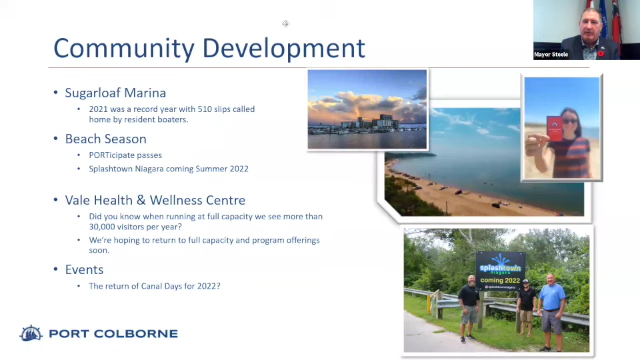 Community Development
• Sugarloaf Marina
• 2021 was a record year with 510 slips called
home by resident boaters.
• Beach Season
• PORTicipate passes
• Splashtown Niagara coming Summer 2022
• Vale Health & Wellness Centre
• Did you know when running at full capacity we see more than
30,000 visitors per year?
• We're hoping to return to full capacity and program offerings
soon.
• Events
• The return of Canal Days for 2022?
PORT COLBORNE
Mayor Steele
splashtown
niagara
coming 2022